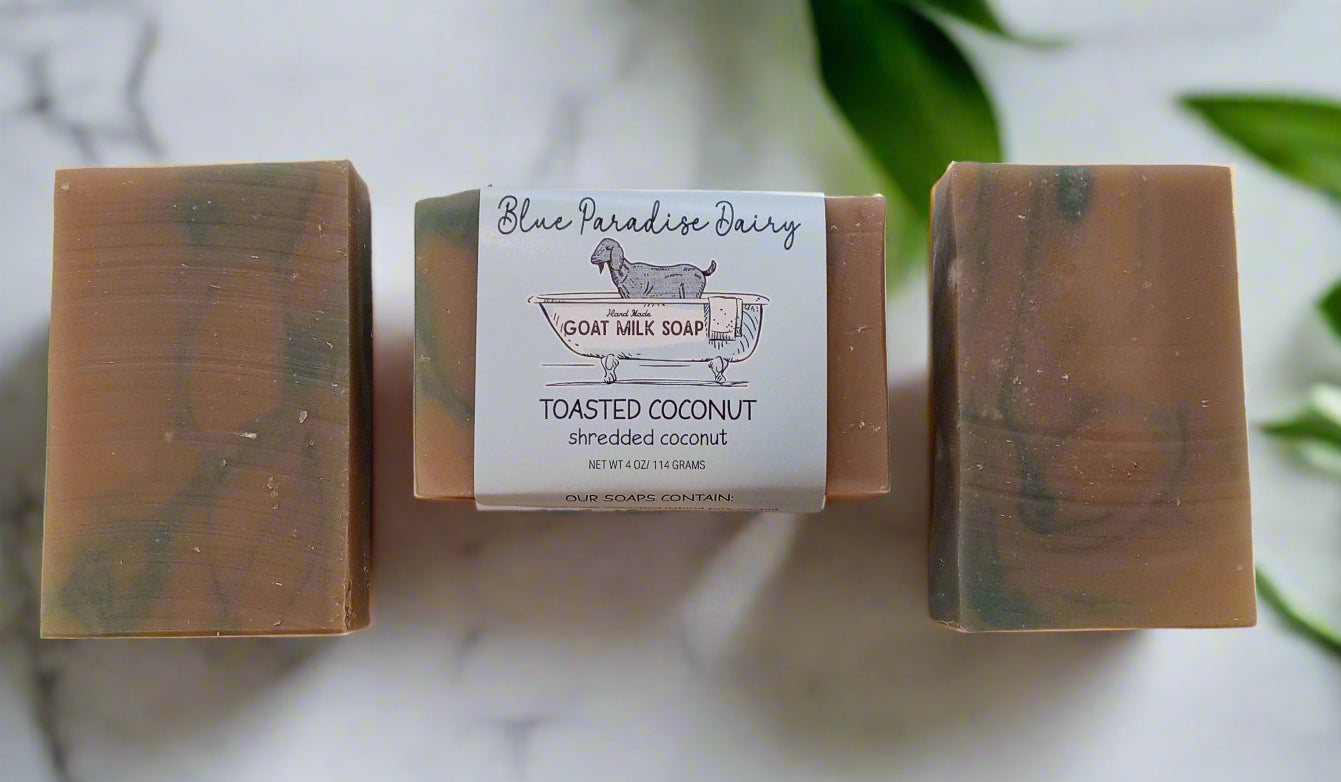 Blue Paradise Dairy
Hand Made
GOAT MILK SOAP
TOASTED COCONUT
shredded coconut
NET WT 4 OZ/ 114 GRAMS
OUR SOAPS CONTAIN: